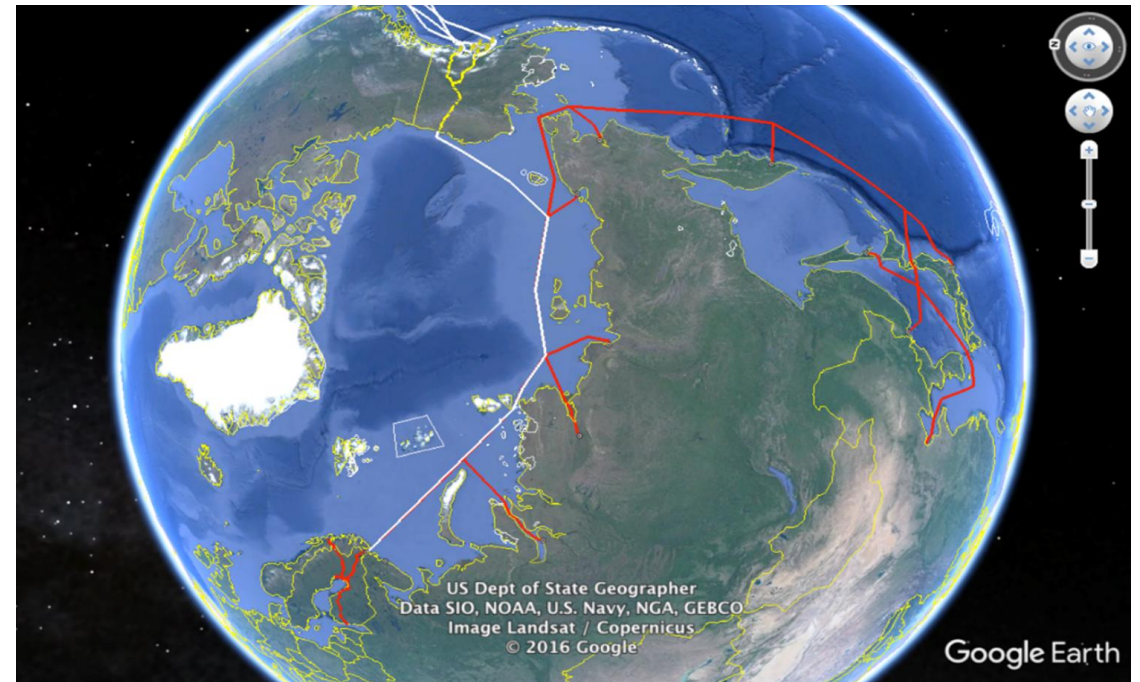 N
US Dept of State Geographer
Data SIO, NOAA, U.S. Navy, NGA, GEBCO
Image Landsat / Copernicus
© 2016 Google
Google Earth